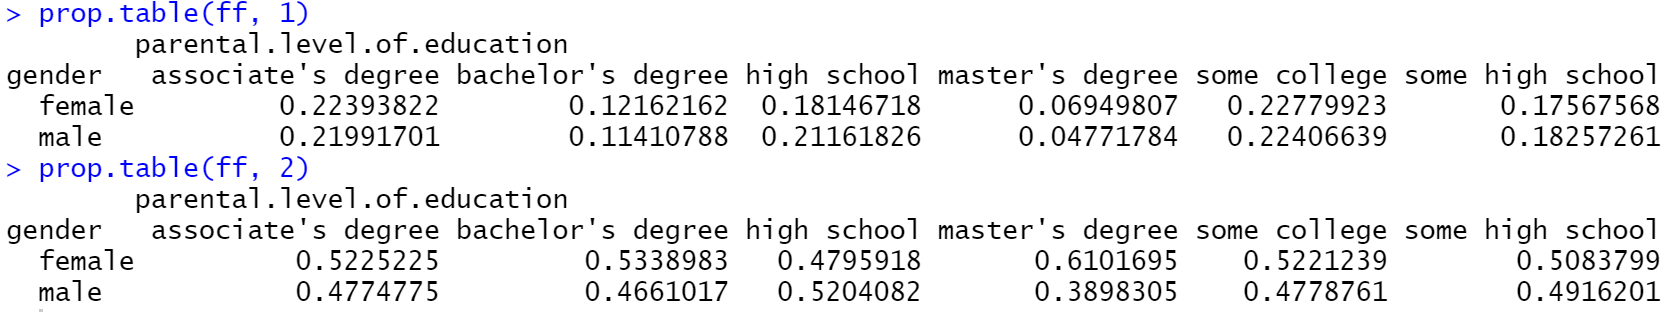 > prop.table(ff, 1)
        parental.level.of.education
gender   associate's degree bachelor's degree high school master's degree some college some high school
  female         0.22393822        0.12162162  0.18146718      0.06949807   0.22779923       0.17567568
  male           0.21991701        0.11410788  0.21161826      0.04771784   0.22406639       0.18257261
> prop.table(ff, 2)
        parental.level.of.education
gender   associate's degree bachelor's degree high school master's degree some college some high school
  female          0.5225225         0.5338983   0.4795918       0.6101695    0.5221239        0.5083799
  male            0.4774775         0.4661017   0.5204082       0.3898305    0.4778761        0.4916201